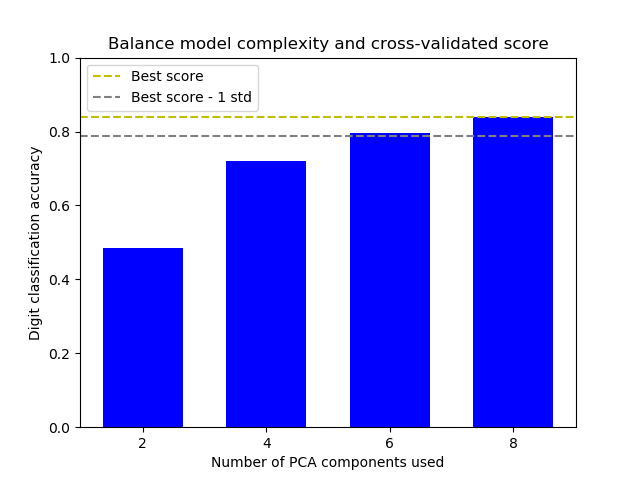 Balance model complexity and cross-validated score
Best score
Best score - 1 std
1.0
0.8
0.6
0.4
0.2
0.0
Digit classification accuracy
2 4 6 8
Number of PCA components used